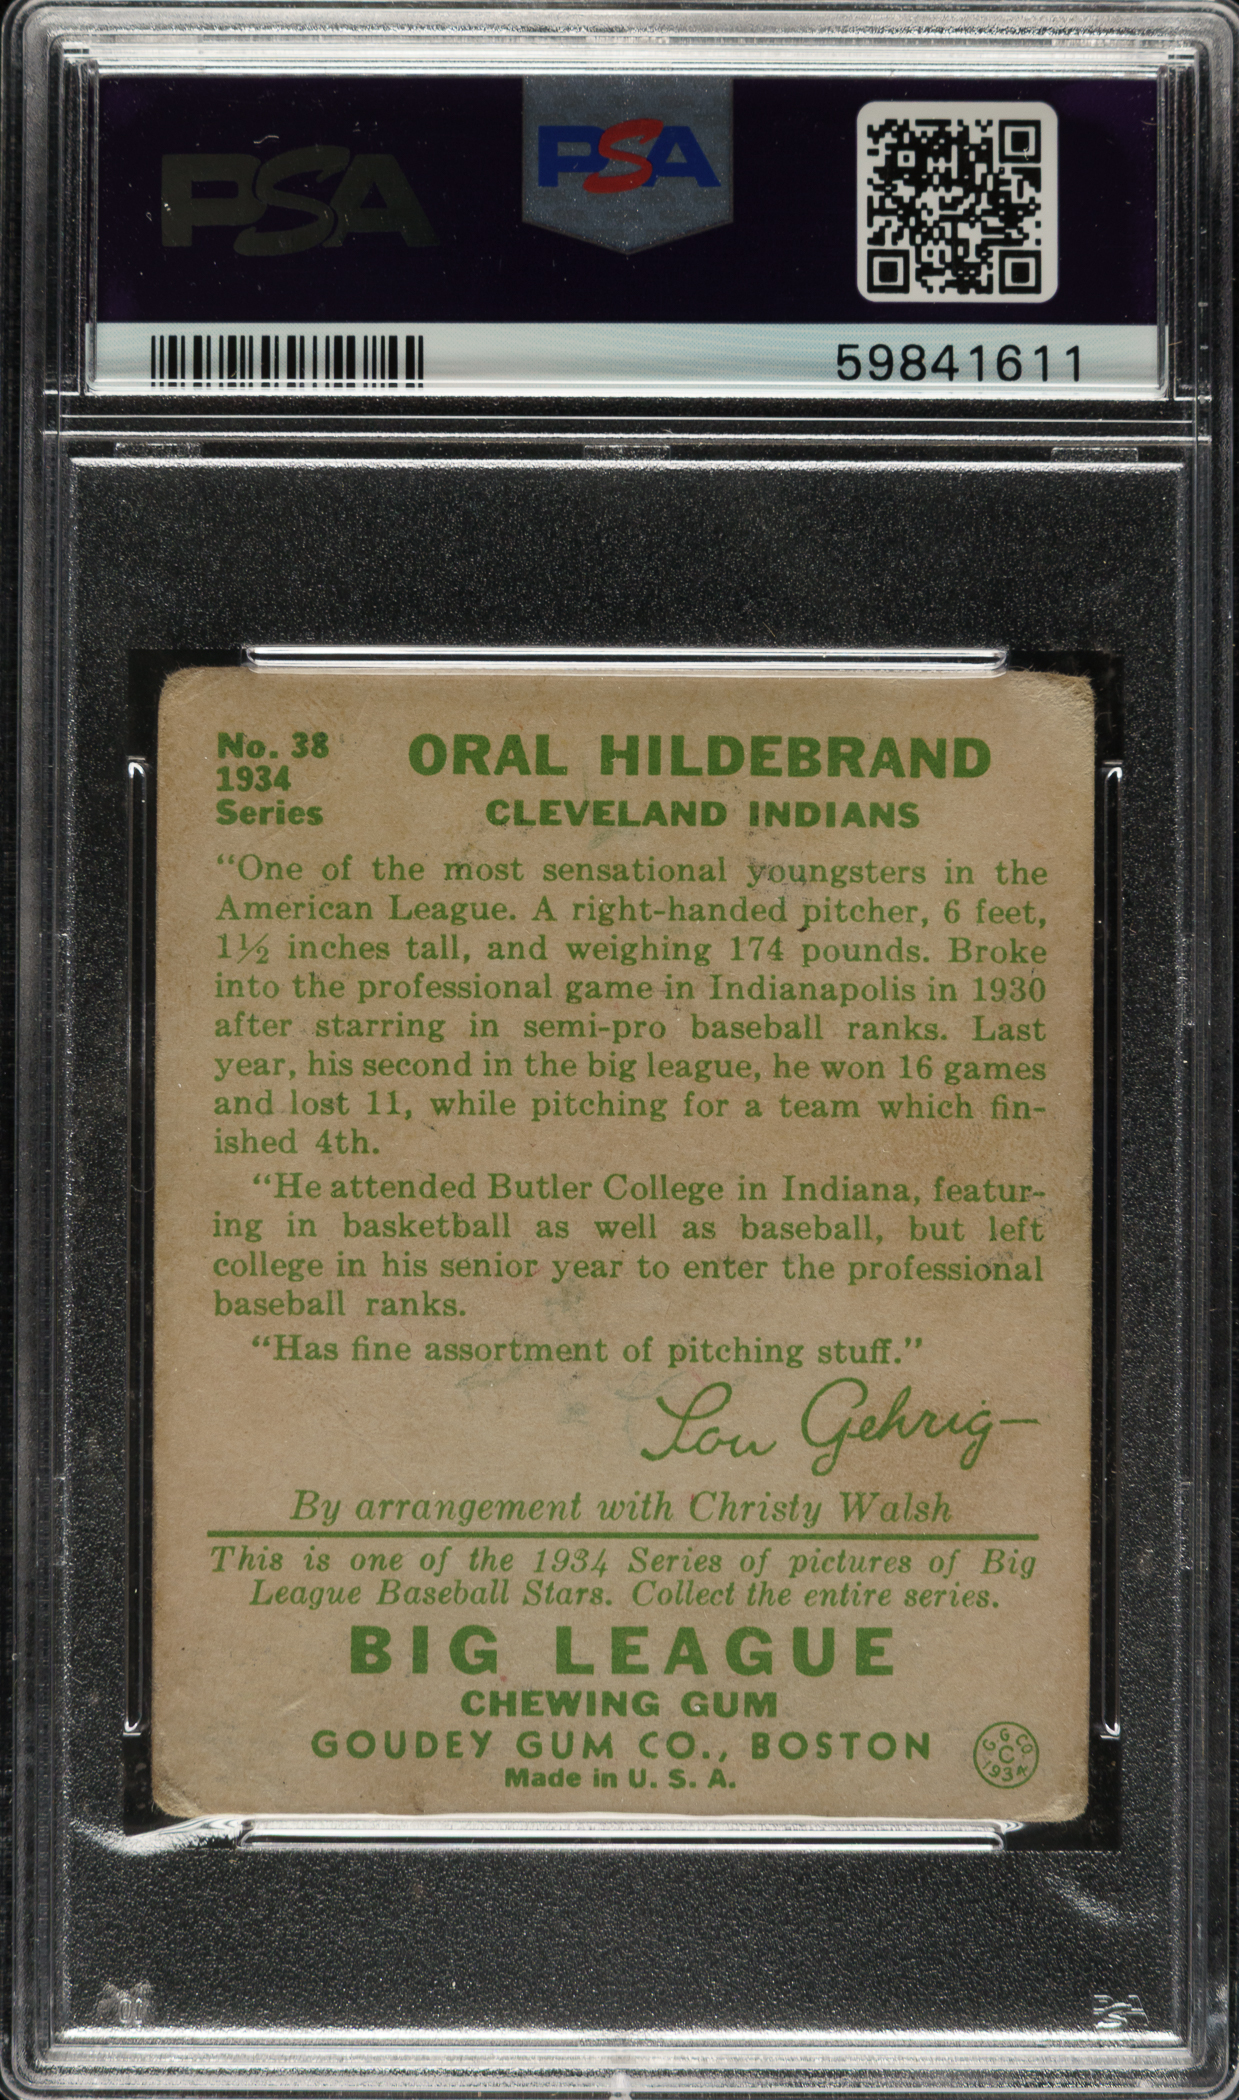 PSA
PSA
59841611
No. 38
1934
Series
ORAL HILDEBRAND
CLEVELAND INDIANS
“One of the most sensational youngsters in the
American League. A right-handed pitcher, 6 feet,
1½ inches tall, and weighing 174 pounds. Broke
into the professional game in Indianapolis in 1930
after starring in semi-pro baseball ranks. Last
year, his second in the big league, he won 16 games
and lost 11, while pitching for a team which fin-
ished 4th.
“He attended Butler College in Indiana, featur-
ing in basketball as well as baseball, but left
college in his senior year to enter the professional
baseball ranks.
“Has fine assortment of pitching stuff.”
Lou Gehrig
By arrangement with Christy Walsh
This is one of the 1934 Series of pictures of Big
League Baseball Stars. Collect the entire series.
BIG LEAGUE
CHEWING GUM
GOUDEY GUM CO., BOSTON
Made in U. S. A.
G. G. CO.
C
1934
PSA